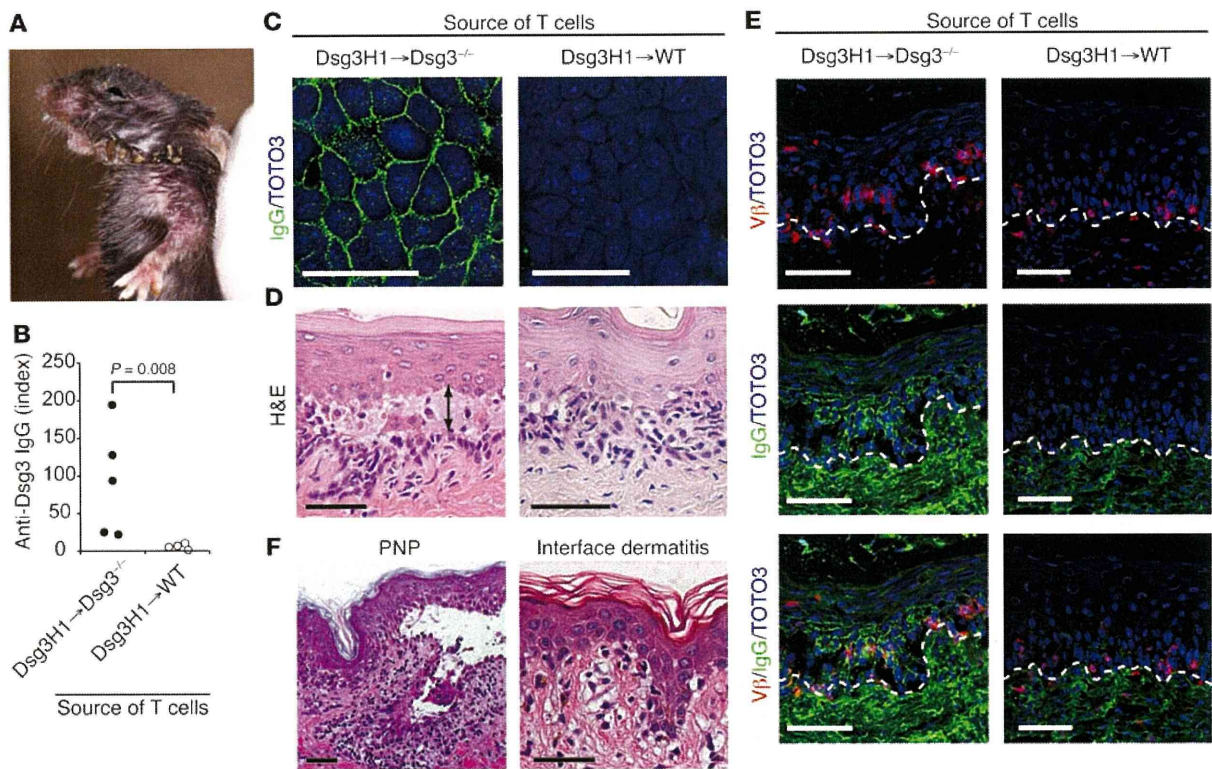 A
B
250
200
150
100
50
0
Anti-Dsg3 IgG (index)
P = 0.008
Dsg3H1→Dsg3⁻/⁻
Dsg3H1→WT
Source of T cells
C
Source of T cells
Dsg3H1→Dsg3⁻/⁻
Dsg3H1→WT
IgG/TOTO3
D
H&E
F
PNP
Interface dermatitis
E
Source of T cells
Dsg3H1→Dsg3⁻/⁻
Dsg3H1→WT
Vβ/TOTO3
IgG/TOTO3
Vβ/IgG/TOTO3